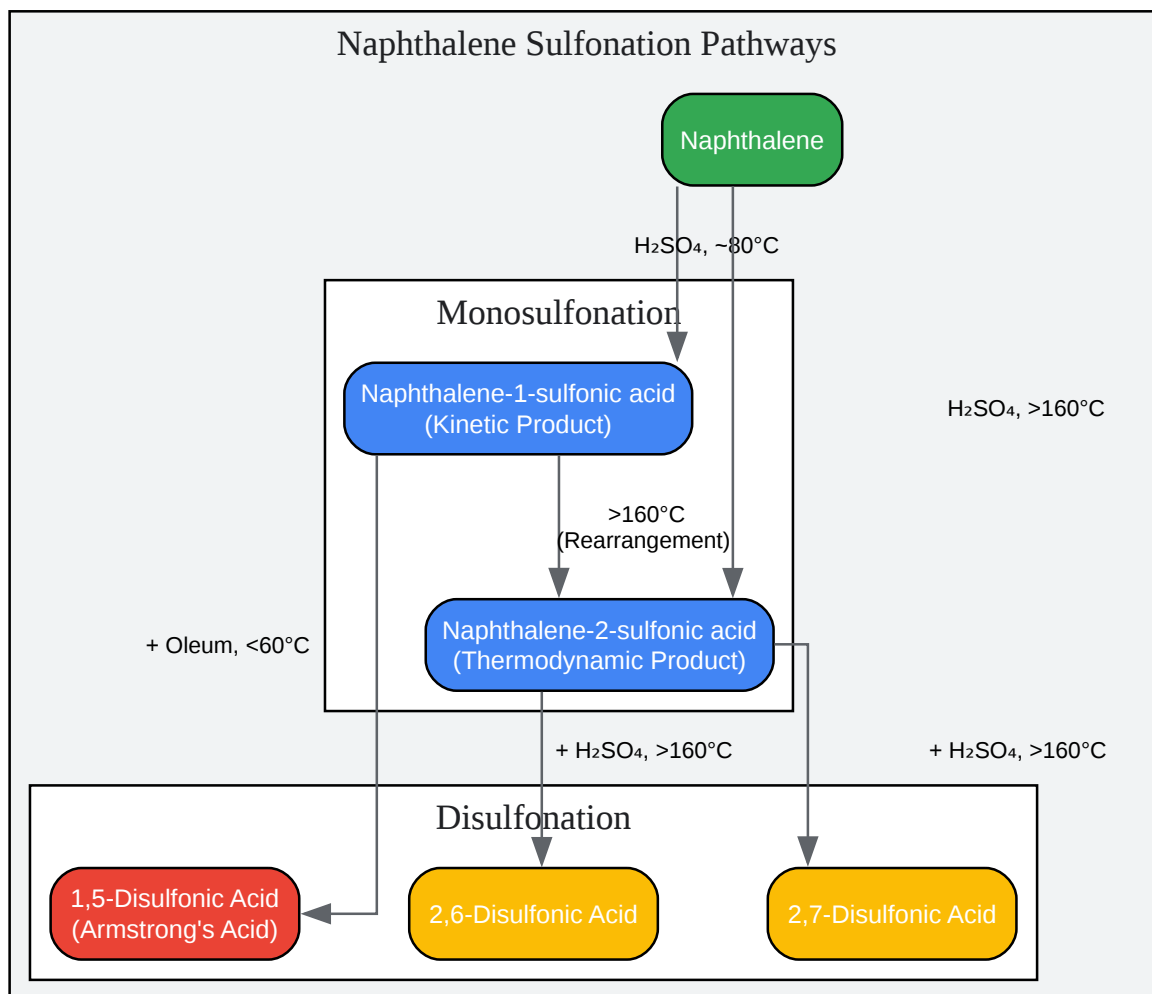 Naphthalene Sulfonation Pathways
Naphthalene
H₂SO₄, ~80°C
Monosulfonation
Naphthalene-1-sulfonic acid
(Kinetic Product)
H₂SO₄, >160°C
>160°C
(Rearrangement)
Naphthalene-2-sulfonic acid
(Thermodynamic Product)
+ Oleum, <60°C
+ H₂SO₄, >160°C
+ H₂SO₄, >160°C
Disulfonation
1,5-Disulfonic Acid
(Armstrong's Acid)
2,6-Disulfonic Acid
2,7-Disulfonic Acid